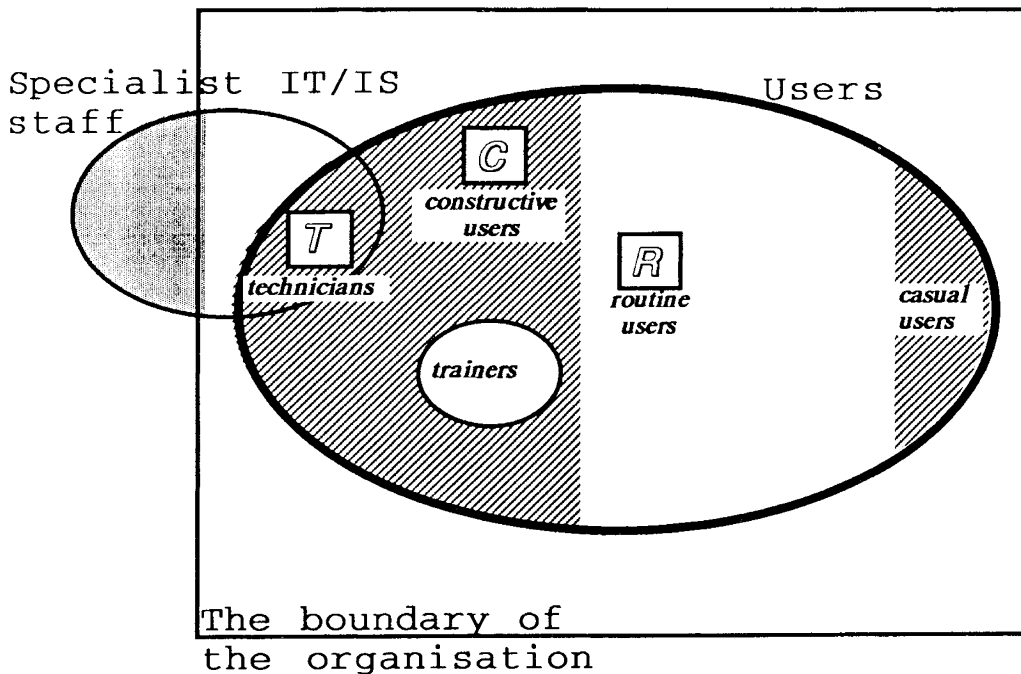 Specialist IT/IS
staff
Users
C
constructive
users
T
technicians
R
routine
users
casual
users
trainers
The boundary of
the organisation